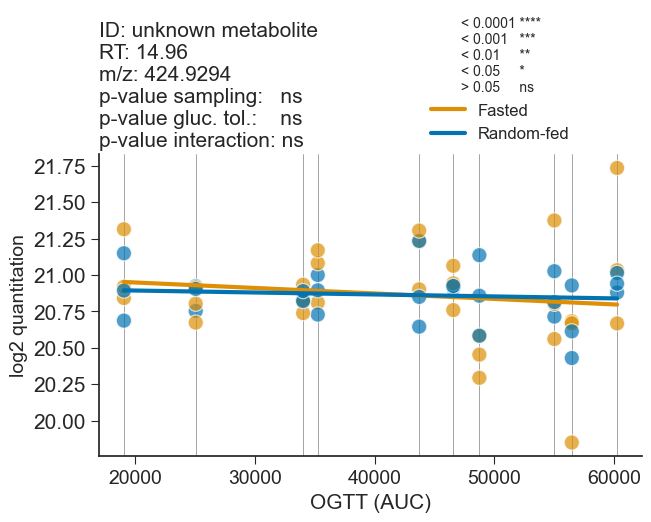 ID: unknown metabolite
RT: 14.96
m/z: 424.9294
p-value sampling: ns
p-value gluc. tol.: ns
p-value interaction: ns
< 0.0001 ****
< 0.001 ***
< 0.01 **
< 0.05 *
> 0.05 ns
Fasted
Random-fed
21.75
21.50
21.25
21.00
20.75
20.50
20.25
20.00
log2 quantitation
20000 30000 40000 50000 60000
OGTT (AUC)